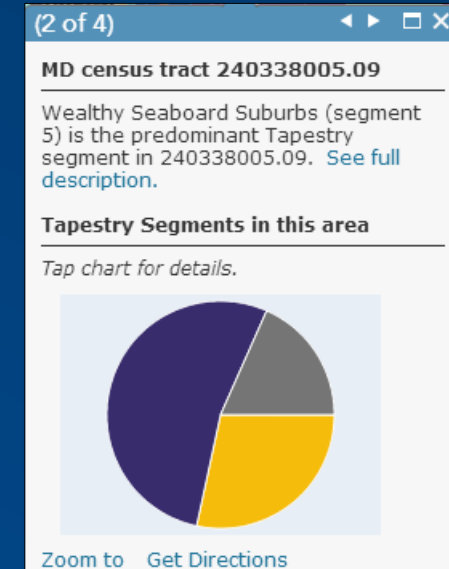 (2 of 4)
MD census tract 240338005.09
Wealthy Seaboard Suburbs (segment
5) is the predominant Tapestry
segment in 240338005.09.  See full
description.
Tapestry Segments in this area
Tap chart for details.
Zoom to Get Directions